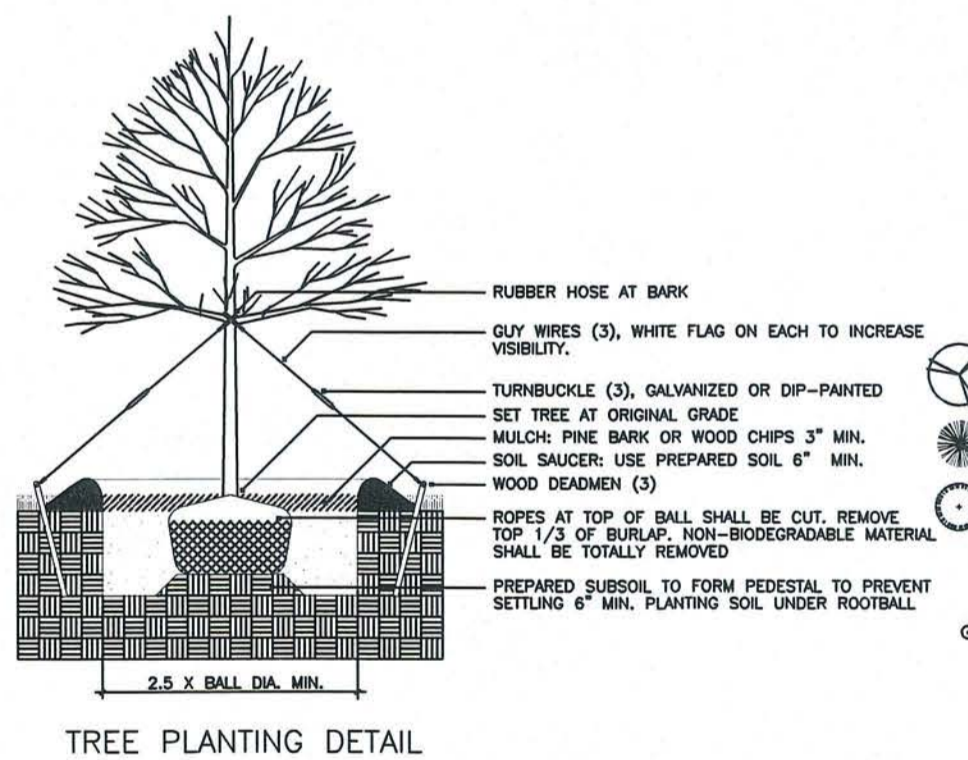 RUBBER HOSE AT BARK
GUY WIRES (3), WHITE FLAG ON EACH TO INCREASE
VISIBILITY.
TURNBUCKLE (3), GALVANIZED OR DIP-PAINTED
SET TREE AT ORIGINAL GRADE
MULCH: PINE BARK OR WOOD CHIPS 3" MIN.
SOIL SAUCER: USE PREPARED SOIL 6" MIN.
WOOD DEADMEN (3)
ROPES AT TOP OF BALL SHALL BE CUT. REMOVE
TOP 1/3 OF BURLAP. NON-BIODEGRADABLE MATERIAL
SHALL BE TOTALLY REMOVED
PREPARED SUBSOIL TO FORM PEDESTAL TO PREVENT
SETTLING 6" MIN. PLANTING SOIL UNDER ROOTBALL
2.5 X BALL DIA. MIN.
TREE PLANTING DETAIL